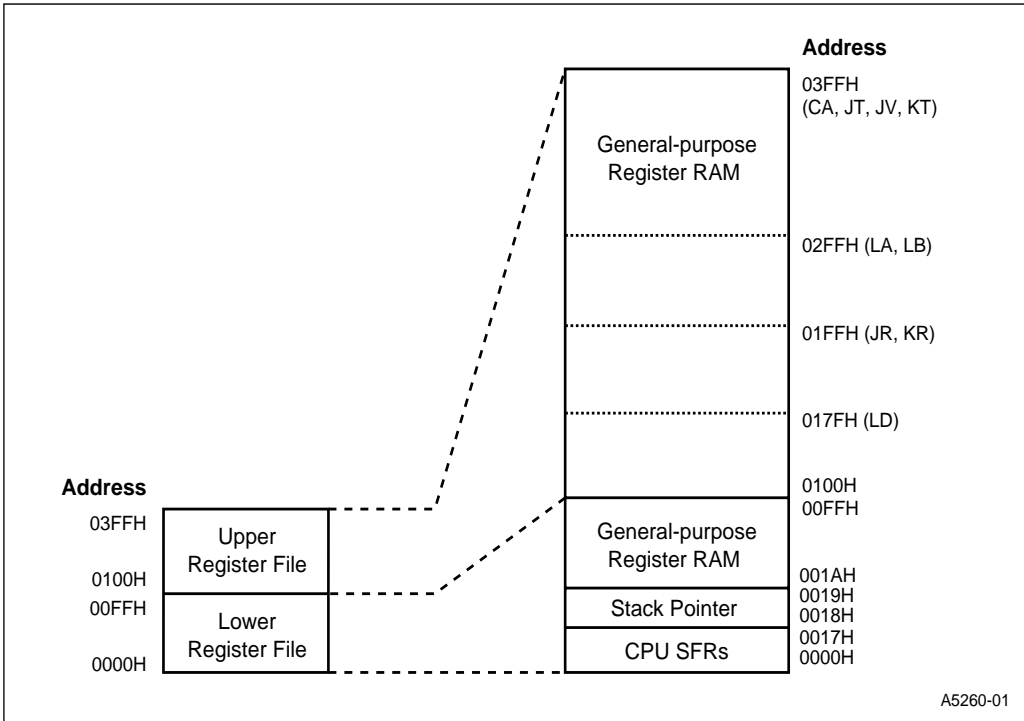 Address
03FFH
(CA, JT, JV, KT)
General-purpose
Register RAM
02FFH (LA, LB)
01FFH (JR, KR)
017FH (LD)
0100H
00FFH
General-purpose
Register RAM
001AH
0019H
Stack Pointer
0018H
0017H
CPU SFRs
0000H
Address
03FFH
Upper
Register File
0100H
00FFH
Lower
Register File
0000H
A5260-01